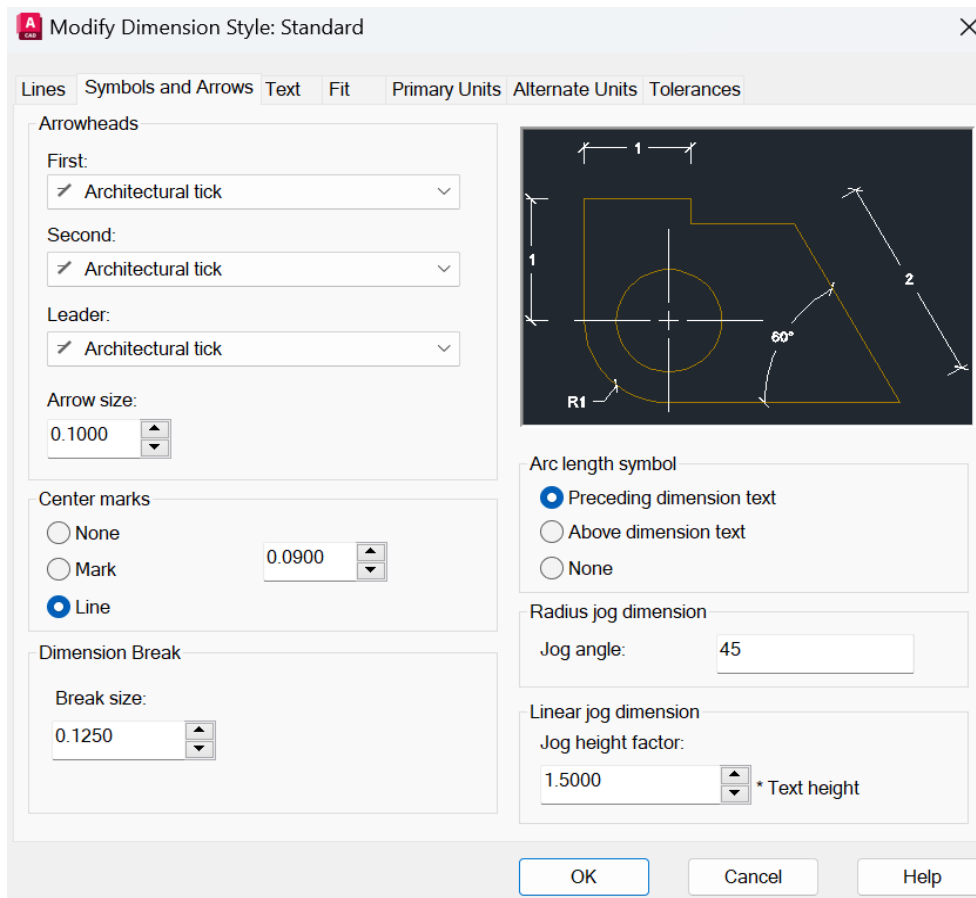 A
CAD
Modify Dimension Style: Standard
Lines Symbols and Arrows Text Fit Primary Units Alternate Units Tolerances
Arrowheads
First:
Architectural tick
Second:
Architectural tick
Leader:
Architectural tick
Arrow size:
0.1000
Center marks
None
Mark
Line
0.0900
Dimension Break
Break size:
0.1250
1
1
2
60°
R1
Arc length symbol
Preceding dimension text
Above dimension text
None
Radius jog dimension
Jog angle: 45
Linear jog dimension
Jog height factor:
1.5000 * Text height
OK Cancel Help